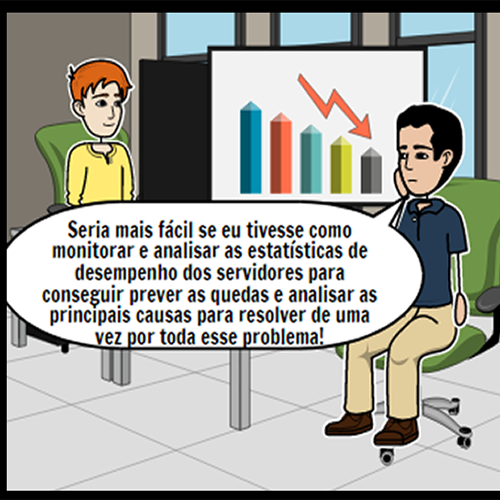 Seria mais fácil se eu tivesse como
monitorar e analisar as estatísticas de
desempenho dos servidores para
conseguir prever as quedas e analisar as
principais causas para resolver de uma
vez por toda esse problema!